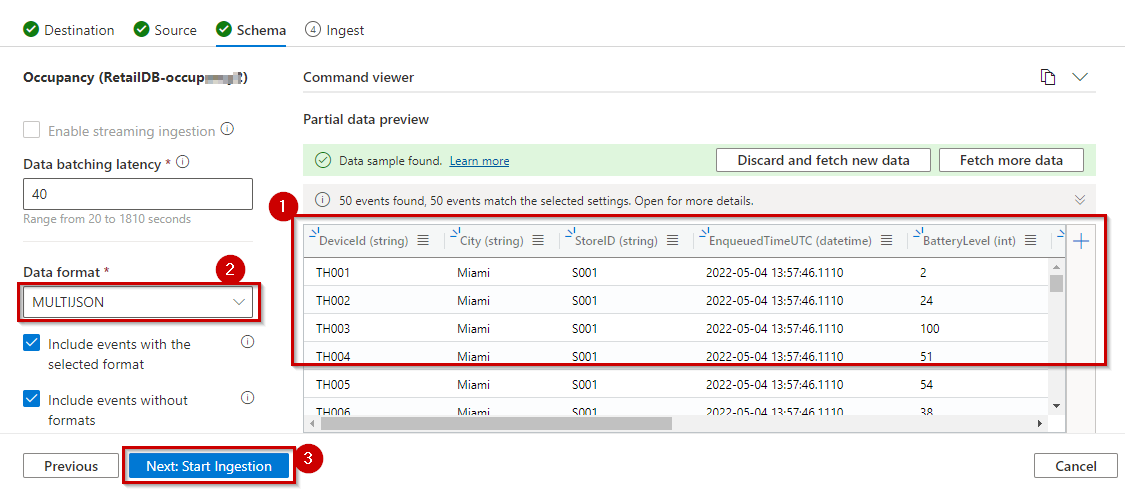 Destination
Source
Schema
4 Ingest
Occupancy (RetailDB-occup
Enable streaming ingestion
Data batching latency *
40
Range from 20 to 1810 seconds
Data format *
2
MULTIJSON
Include events with the
selected format
Include events without
formats
Command viewer
Partial data preview
Data sample found. Learn more
Discard and fetch new data
Fetch more data
50 events found, 50 events match the selected settings. Open for more details.
1
DeviceId (string) City (string) StoreID (string) EnqueuedTimeUTC (datetime) BatteryLevel (int)
TH001 Miami S001 2022-05-04 13:57:46.1110 2
TH002 Miami S001 2022-05-04 13:57:46.1110 24
TH003 Miami S001 2022-05-04 13:57:46.1110 100
TH004 Miami S001 2022-05-04 13:57:46.1110 51
TH005 Miami S001 2022-05-04 13:57:46.1110 54
TH006 Miami S001 2022-05-04 13:57:46.1110 38
Previous
Next: Start Ingestion
3
Cancel